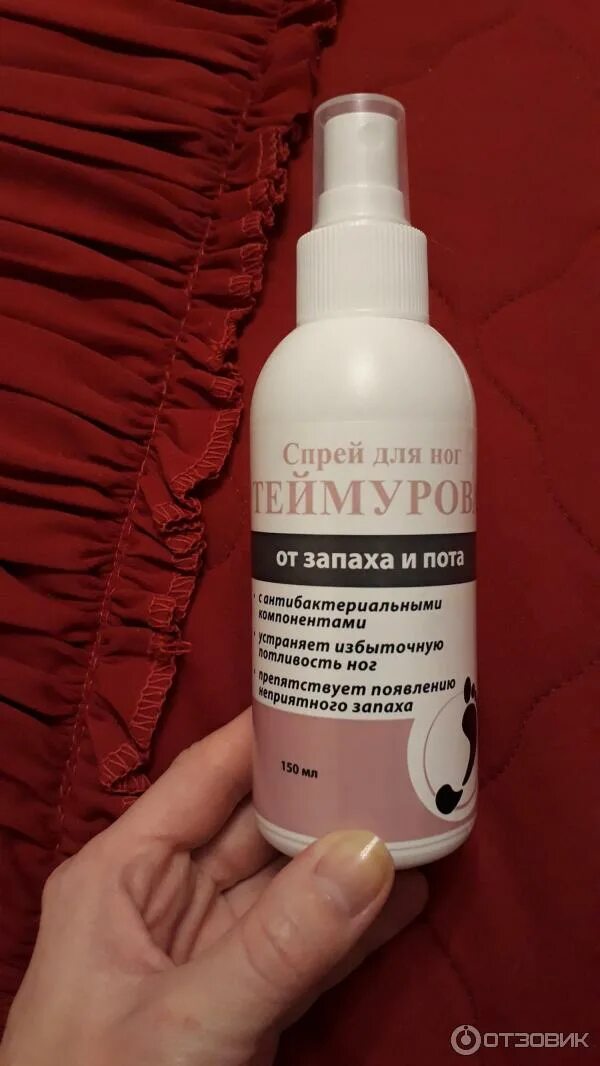 Спрей для ног
ТЕЙМУРОВА
от запаха и пота
· с антибактериальными
компонентами
· устраняет избыточную
потливость ног
· препятствует появлению
неприятного запаха
150 мл
ОТЗОВИК